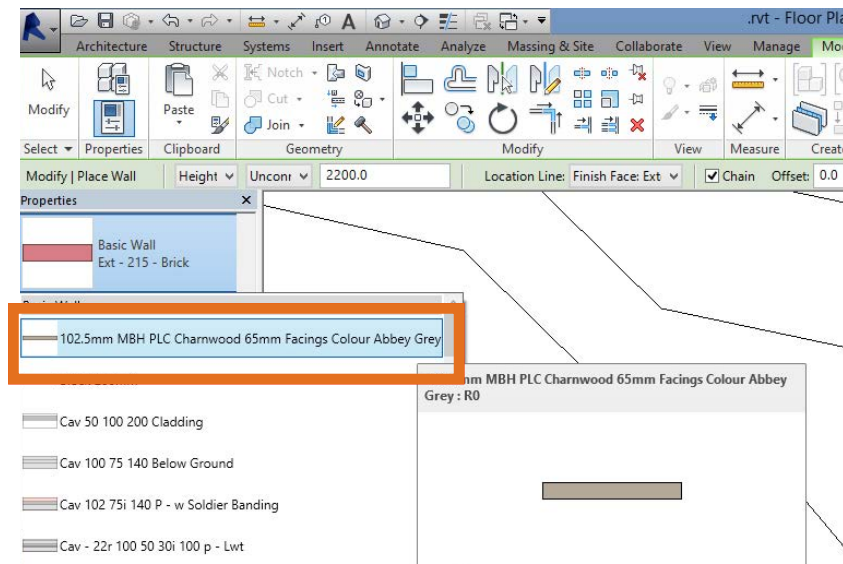 .rvt - Floor Pla
Architecture Structure Systems Insert Annotate Analyze Massing & Site Collaborate View Manage Mod
Modify Paste Notch Cut Join
Select Properties Clipboard Geometry Modify View Measure Creat
Modify | Place Wall Height Uncon 2200.0 Location Line: Finish Face: Ext Chain Offset: 0.0
Properties
Basic Wall
Ext - 215 - Brick
102.5mm MBH PLC Charnwood 65mm Facings Colour Abbey Grey
mm MBH PLC Charnwood 65mm Facings Colour Abbey
Grey : R0
Cav 50 100 200 Cladding
Cav 100 75 140 Below Ground
Cav 102 75i 140 P - w Soldier Banding
Cav - 22r 100 50 30i 100 p - Lwt